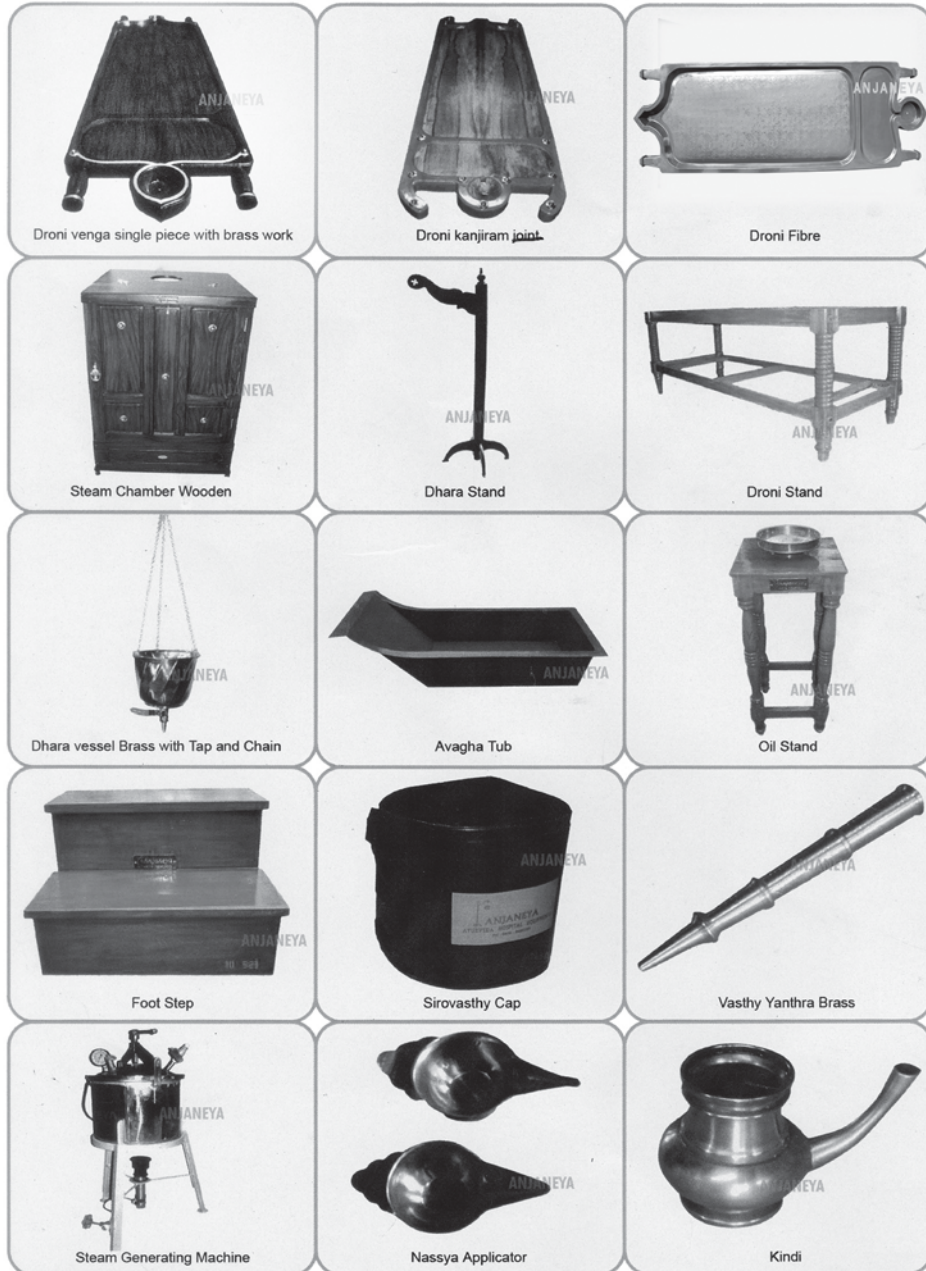 ANJANEYA
Droni venga single piece with brass work
ANJANEYA
Droni kanjiram joint
ANJANEYA
Droni Fibre
ANJANEYA
Steam Chamber Wooden
ANJANEYA
Dhara Stand
ANJANEYA
Droni Stand
ANJANEYA
Dhara vessel Brass with Tap and Chain
ANJANEYA
Avagha Tub
ANJANEYA
Oil Stand
ANJANEYA
Foot Step
ANJANEYA
ANJANEYA
Sirovasthy Cap
ANJANEYA
Vasthy Yanthra Brass
ANJANEYA
Steam Generating Machine
ANJANEYA
Nassya Applicator
ANJANEYA
Kindi